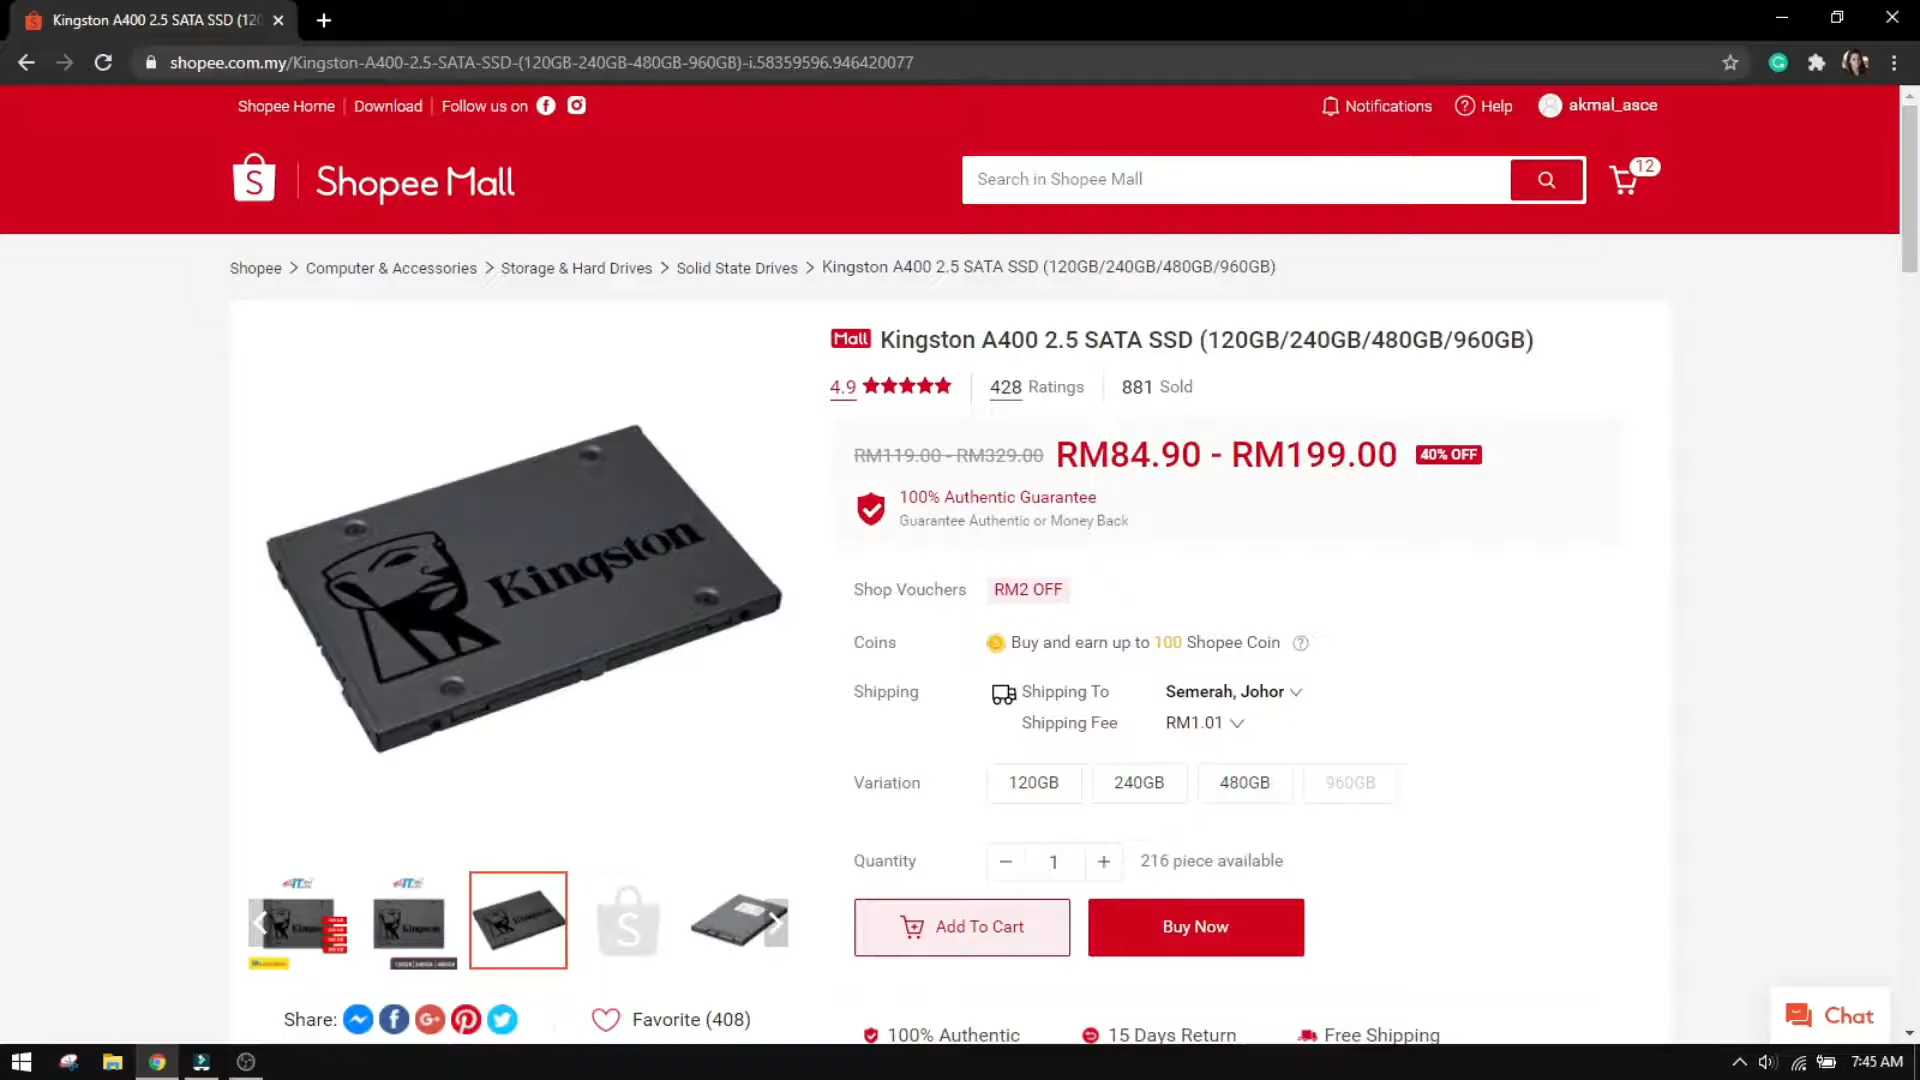 Kingston A400 2.5 SATA SSD (120
shopee.com.my/Kingston-A400-2.5-SATA-SSD-(120GB-240GB-480GB-960GB)-i.58359596.946420077
Shopee Home | Download | Follow us on
Notifications Help akmal_asce
S Shopee Mall
Search in Shopee Mall
12
Shopee > Computer & Accessories > Storage & Hard Drives > Solid State Drives > Kingston A400 2.5 SATA SSD (120GB/240GB/480GB/960GB)
Mall Kingston A400 2.5 SATA SSD (120GB/240GB/480GB/960GB)
4.9 428 Ratings 881 Sold
RM119.00 - RM329.00 RM84.90 - RM199.00 40% OFF
100% Authentic Guarantee
Guarantee Authentic or Money Back
Kingston
Shop Vouchers RM2 OFF
Coins Buy and earn up to 100 Shopee Coin ?
Shipping Shipping To Semerah, Johor
Shipping Fee RM1.01
Variation 120GB 240GB 480GB 960GB
Quantity − 1 + 216 piece available
Add To Cart Buy Now
Share: Favorite (408)
100% Authentic 15 Days Return Free Shipping
Chat
7:45 AM